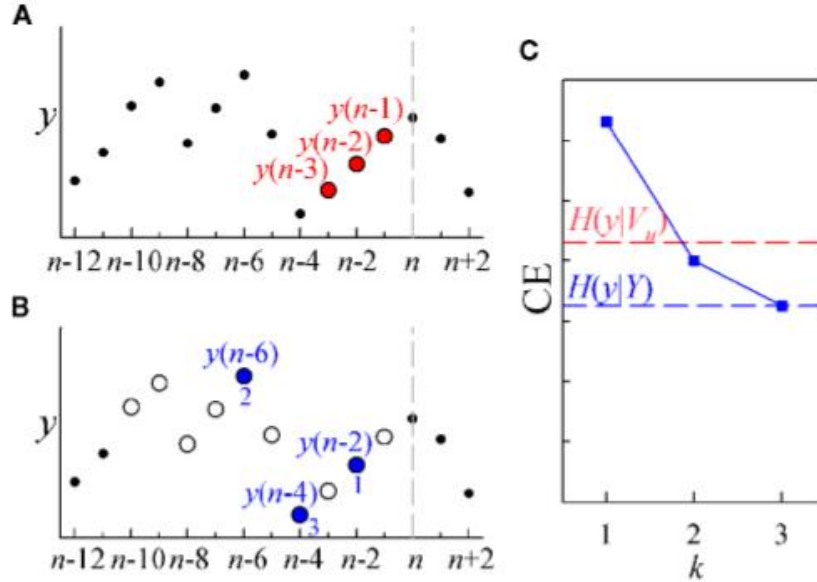 A
y
y(n-1)
y(n-2)
y(n-3)
n-12 n-10 n-8 n-6 n-4 n-2 n n+2
B
y
y(n-6)
2
y(n-2)
1
y(n-4)
3
n-12 n-10 n-8 n-6 n-4 n-2 n n+2
C
CE
H(y|Vu)
H(y|Y)
1 2 3
k